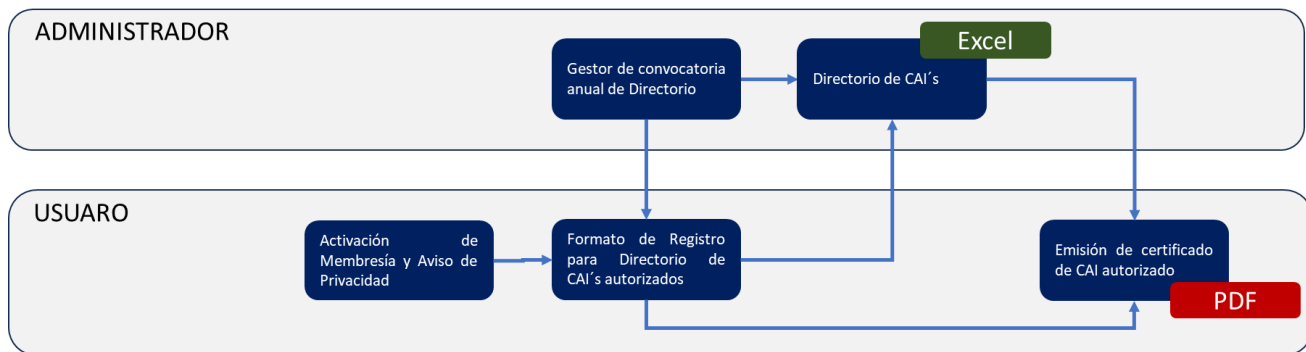 ADMINISTRADOR
Excel
Gestor de convocatoria
anual de Directorio
Directorio de CAI´s
USUARO
Activación de
Membresía y Aviso de
Privacidad
Formato de Registro
para Directorio de
CAI´s autorizados
Emisión de certificado
de CAI autorizado
PDF